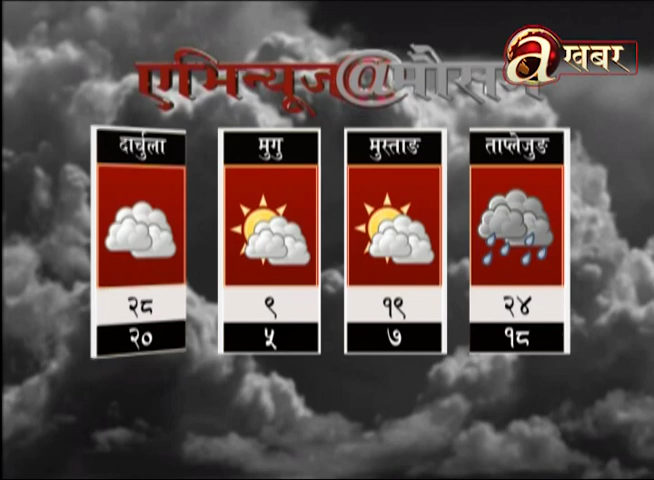 a खबर
एभिन्यूज@मौसम
दार्चुला
मुगु
मुस्ताङ
ताप्लेजुङ
२८
९
१९
२४
२०
५
७
१८